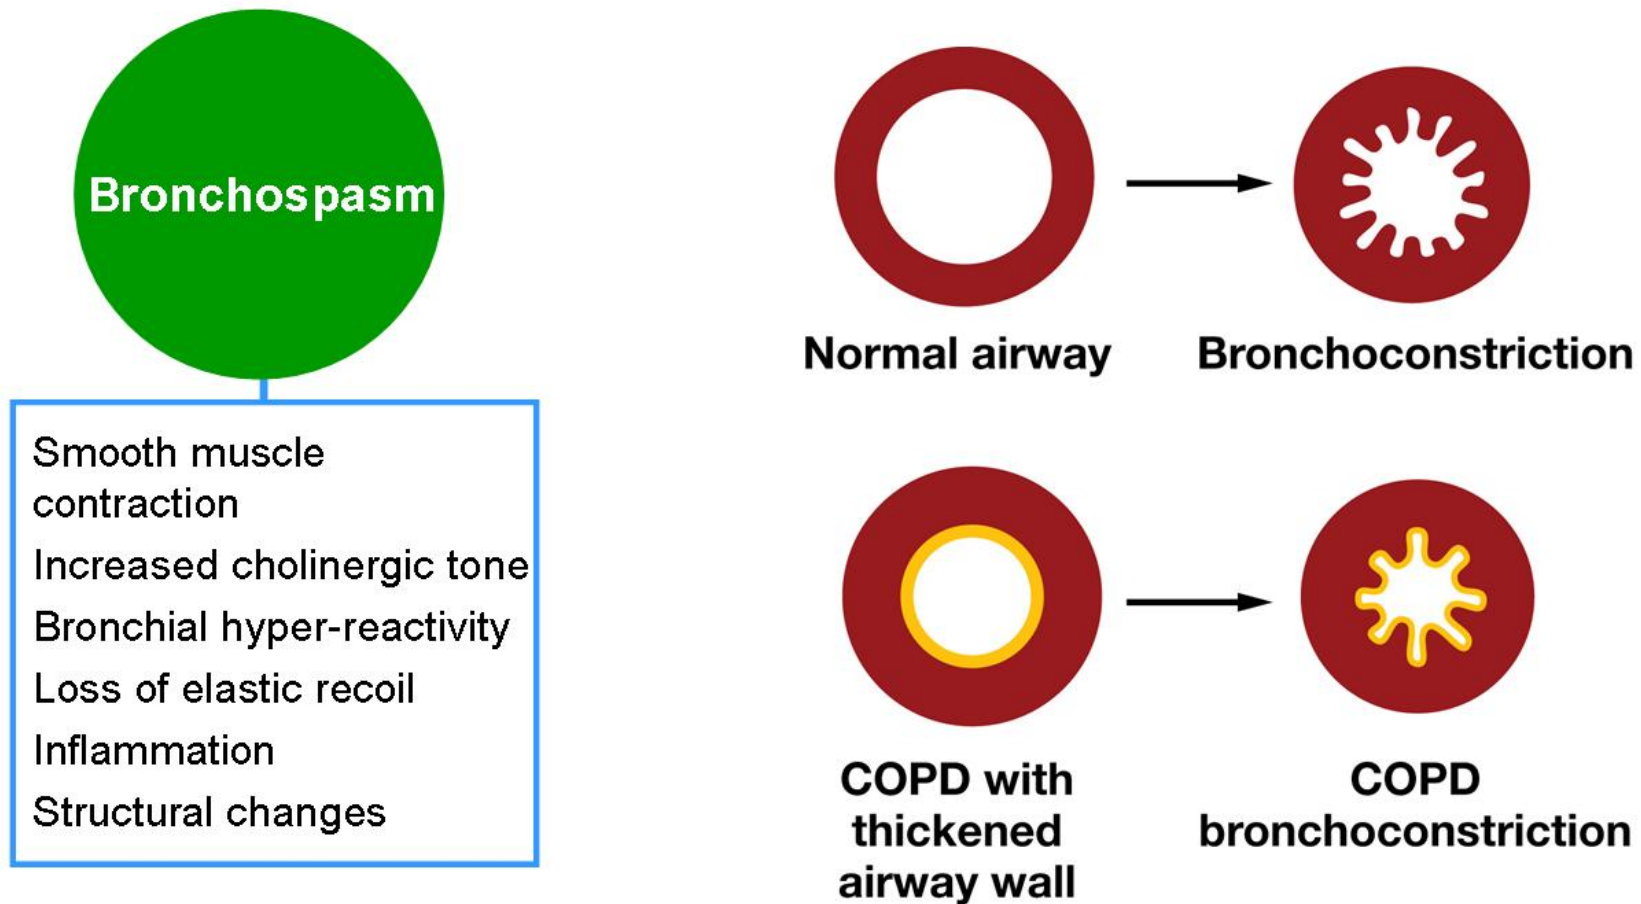 Bronchospasm
Smooth muscle
contraction
Increased cholinergic tone
Bronchial hyper-reactivity
Loss of elastic recoil
Inflammation
Structural changes
Normal airway
Bronchoconstriction
COPD with
thickened
airway wall
COPD
bronchoconstriction